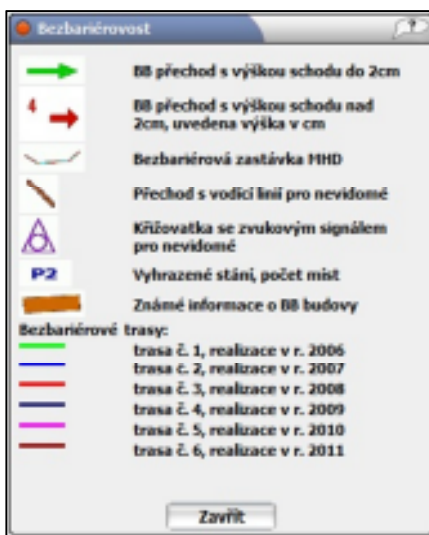 Bezbariérovost
?
BB přechod s výškou schodu do 2cm
4
BB přechod s výškou schodu nad
2cm, uvedena výška v cm
Bezbariérová zastávka MHD
Přechod s vodící linií pro nevidomé
Křižovatka se zvukovým signálem
pro nevidomé
P2
Vyhrazené stání, počet míst
Známé informace o BB budovy
Bezbariérové trasy:
trasa č. 1, realizace v r. 2006
trasa č. 2, realizace v r. 2007
trasa č. 3, realizace v r. 2008
trasa č. 4, realizace v r. 2009
trasa č. 5, realizace v r. 2010
trasa č. 6, realizace v r. 2011
Zavřít